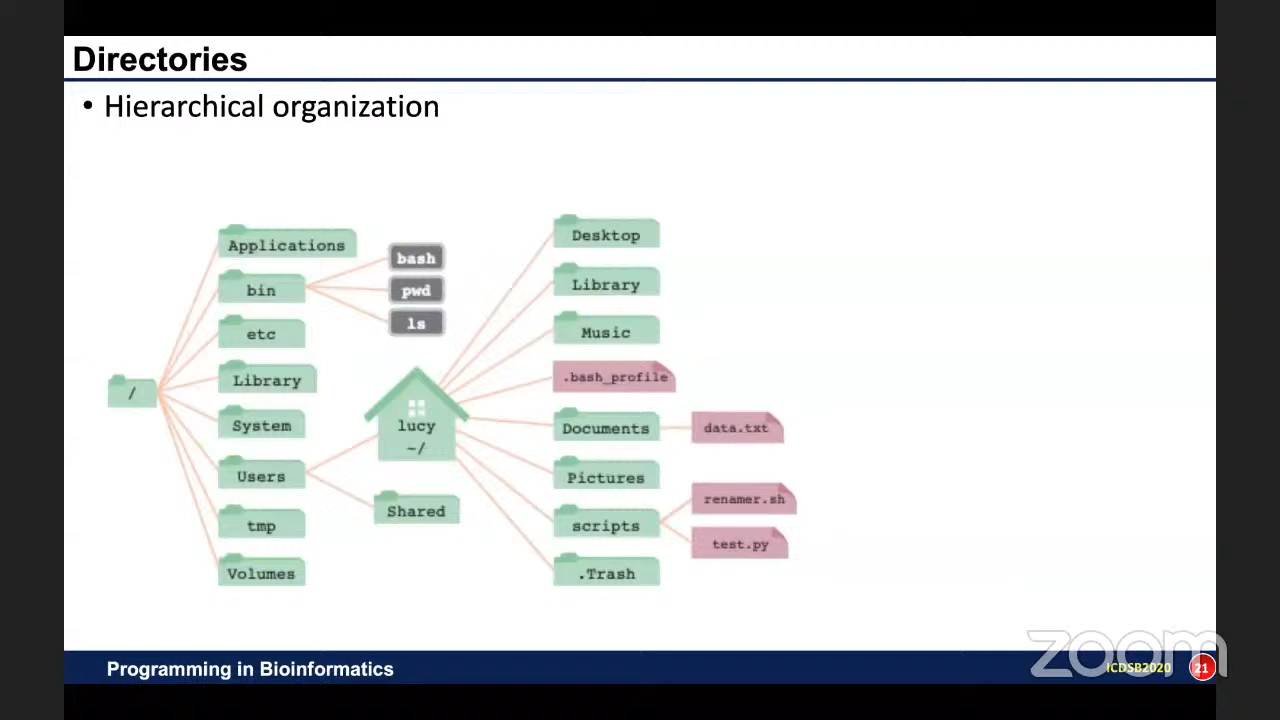 Directories
• Hierarchical organization
/
Applications
bin
etc
Library
System
Users
tmp
Volumes
bash
pwd
ls
lucy
~/
Shared
Desktop
Library
Music
.bash_profile
Documents
Pictures
scripts
.Trash
data.txt
renamer.sh
test.py
Programming in Bioinformatics
ICDSB2020
21
zoom